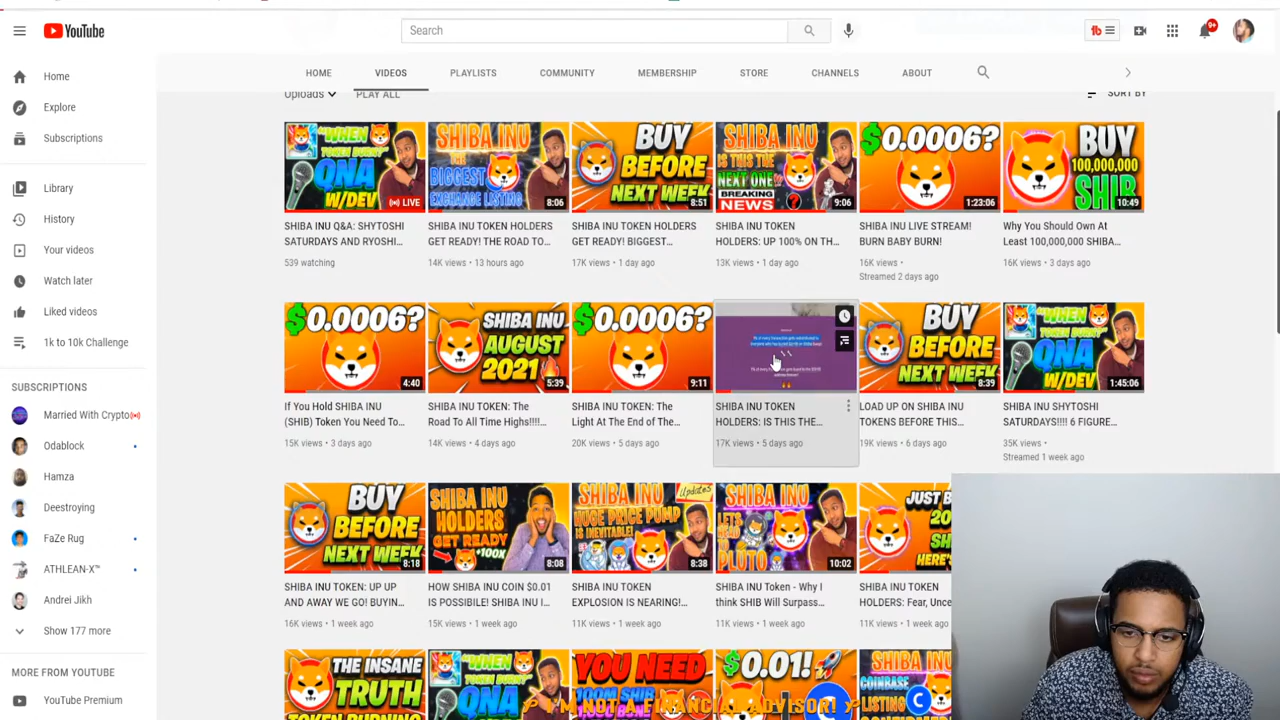 YouTube
Search
9+
HOME VIDEOS PLAYLISTS COMMUNITY MEMBERSHIP STORE CHANNELS ABOUT
Uploads PLAY ALL SORT BY
Home
Explore
Subscriptions
Library
History
Your videos
Watch later
Liked videos
1k to 10k Challenge
SUBSCRIPTIONS
Married With Crypto
Odablock
Hamza
Deestroying
FaZe Rug
ATHLEAN-X™
Andrei Jikh
Show 177 more
MORE FROM YOUTUBE
YouTube Premium
"WHEN
TOKEN BURN?"
QNA
W/DEV
LIVE
SHIBA INU Q&A: SHYTOSHI
SATURDAYS AND RYOSHI...
539 watching
SHIBA INU
THE
BIGGEST
EXCHANGE LISTING
8:06
SHIBA INU TOKEN HOLDERS
GET READY! THE ROAD TO...
14K views • 13 hours ago
BUY
BEFORE
NEXT WEEK
8:51
SHIBA INU TOKEN HOLDERS
GET READY! BIGGEST...
17K views • 1 day ago
SHIBA INU
IS THIS THE
NEXT ONE
BREAKING
NEWS
?
9:06
SHIBA INU TOKEN
HOLDERS: UP 100% ON TH...
13K views • 1 day ago
$0.0006?
1:23:06
SHIBA INU LIVE STREAM!
BURN BABY BURN!
16K views •
Streamed 2 days ago
BUY
100,000,000
SHIB
10:49
Why You Should Own At
Least 100,000,000 SHIBA...
16K views • 3 days ago
$0.0006?
4:40
If You Hold SHIBA INU
(SHIB) Token You Need To...
15K views • 3 days ago
SHIBA INU
AUGUST
2021
5:39
SHIBA INU TOKEN: The
Road To All Time Highs!!!!...
14K views • 4 days ago
$0.0006?
9:11
SHIBA INU TOKEN: The
Light At The End of The...
20K views • 5 days ago
SHIBA INU TOKEN
HOLDERS: IS THIS THE...
17K views • 5 days ago
BUY
BEFORE
NEXT WEEK
8:39
LOAD UP ON SHIBA INU
TOKENS BEFORE THIS...
19K views • 6 days ago
"WHEN
TOKEN BURN?"
QNA
W/DEV
1:45:06
SHIBA INU SHYTOSHI
SATURDAYS!!!! 6 FIGURE...
35K views •
Streamed 1 week ago
BUY
BEFORE
NEXT WEEK
8:18
SHIBA INU TOKEN: UP UP
AND AWAY WE GO! BUYIN...
16K views • 1 week ago
SHIBA INU
HOLDERS
GET READY
+100X
8:08
HOW SHIBA INU COIN $0.01
IS POSSIBILE! SHIBA INU I...
15K views • 1 week ago
SHIBA INU Updates
HUGE PRICE PUMP
IS INEVITABLE!
8:38
SHIBA INU TOKEN
EXPLOSION IS NEARING!...
11K views • 1 week ago
SHIBA INU
LETS
HEAD
TO
PLUTO
10:02
SHIBA INU Token - Why I
think SHIB Will Surpass...
11K views • 1 week ago
JUST B
20
SH
HERE'S
SHIBA INU TOKEN
HOLDERS: Fear, Unce
11K views • 1 week ago
THE INSANE
TRUTH
TOKEN BURNING
"WHEN
TOKEN BURN?"
QNA
YOU NEED
100M SHIB
$0.01!
SHIBA INU
COINBASE
LISTING
CONFIRMED
I'M NOT A FINANCIAL ADVISOR!